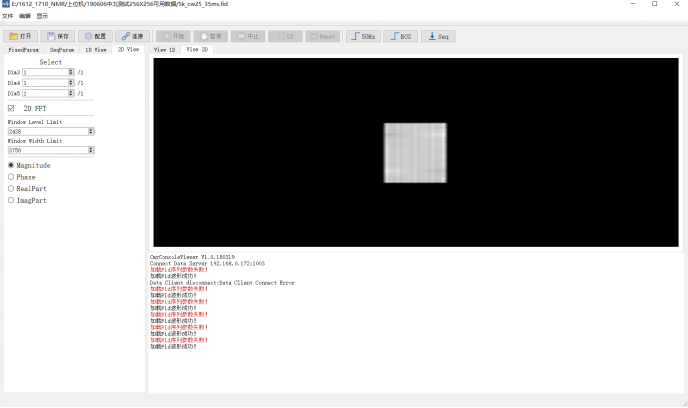 E:/1612_1710_NMR/上位机/190606中北测试256X256可用数据/5k_cw25_35ms.fid
文件 编辑 显示
打开 保存 配置 连接 开始 暂停 中止 GS Reset 50Hz ECG Seq
FixedParam SeqParam 1D View 2D View
View 1D View 2D
Select
Dim3 1 /1
Dim4 1 /1
Dim5 1 /1
2D FFT
Window Level Limit
2428
Window Width Limit
3756
Magnitude
Phase
RealPart
ImagPart
CmrConsoleViewer V1.0.180319
Connect Data Server 192.168.0.172:1003
加载Fid序列参数失败!
加载Fid波形成功!
Data Client disconnect:Data Client Connect Error
加载Fid序列参数失败!
加载Fid波形成功!
加载Fid序列参数失败!
加载Fid波形成功!
加载Fid序列参数失败!
加载Fid波形成功!
加载Fid序列参数失败!
加载Fid波形成功!
加载Fid序列参数失败!
加载Fid波形成功!